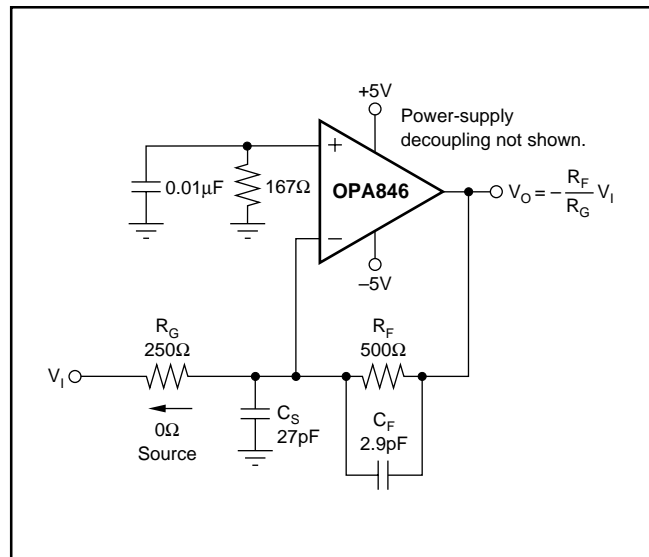 +5V
Power-supply
decoupling not shown.
+
0.01μF
167Ω
OPA846
V_O = – R_F / R_G V_I
–
–5V
R_G
250Ω
R_F
500Ω
V_I
C_S
27pF
C_F
2.9pF
0Ω
Source